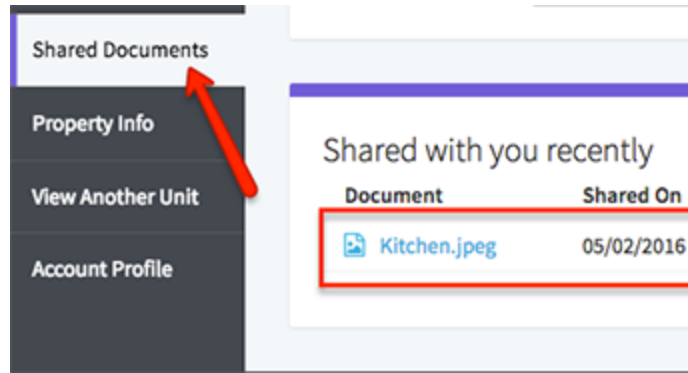 Shared Documents
Property Info
View Another Unit
Account Profile
Shared with you recently
Document Shared On
Kitchen.jpeg 05/02/2016